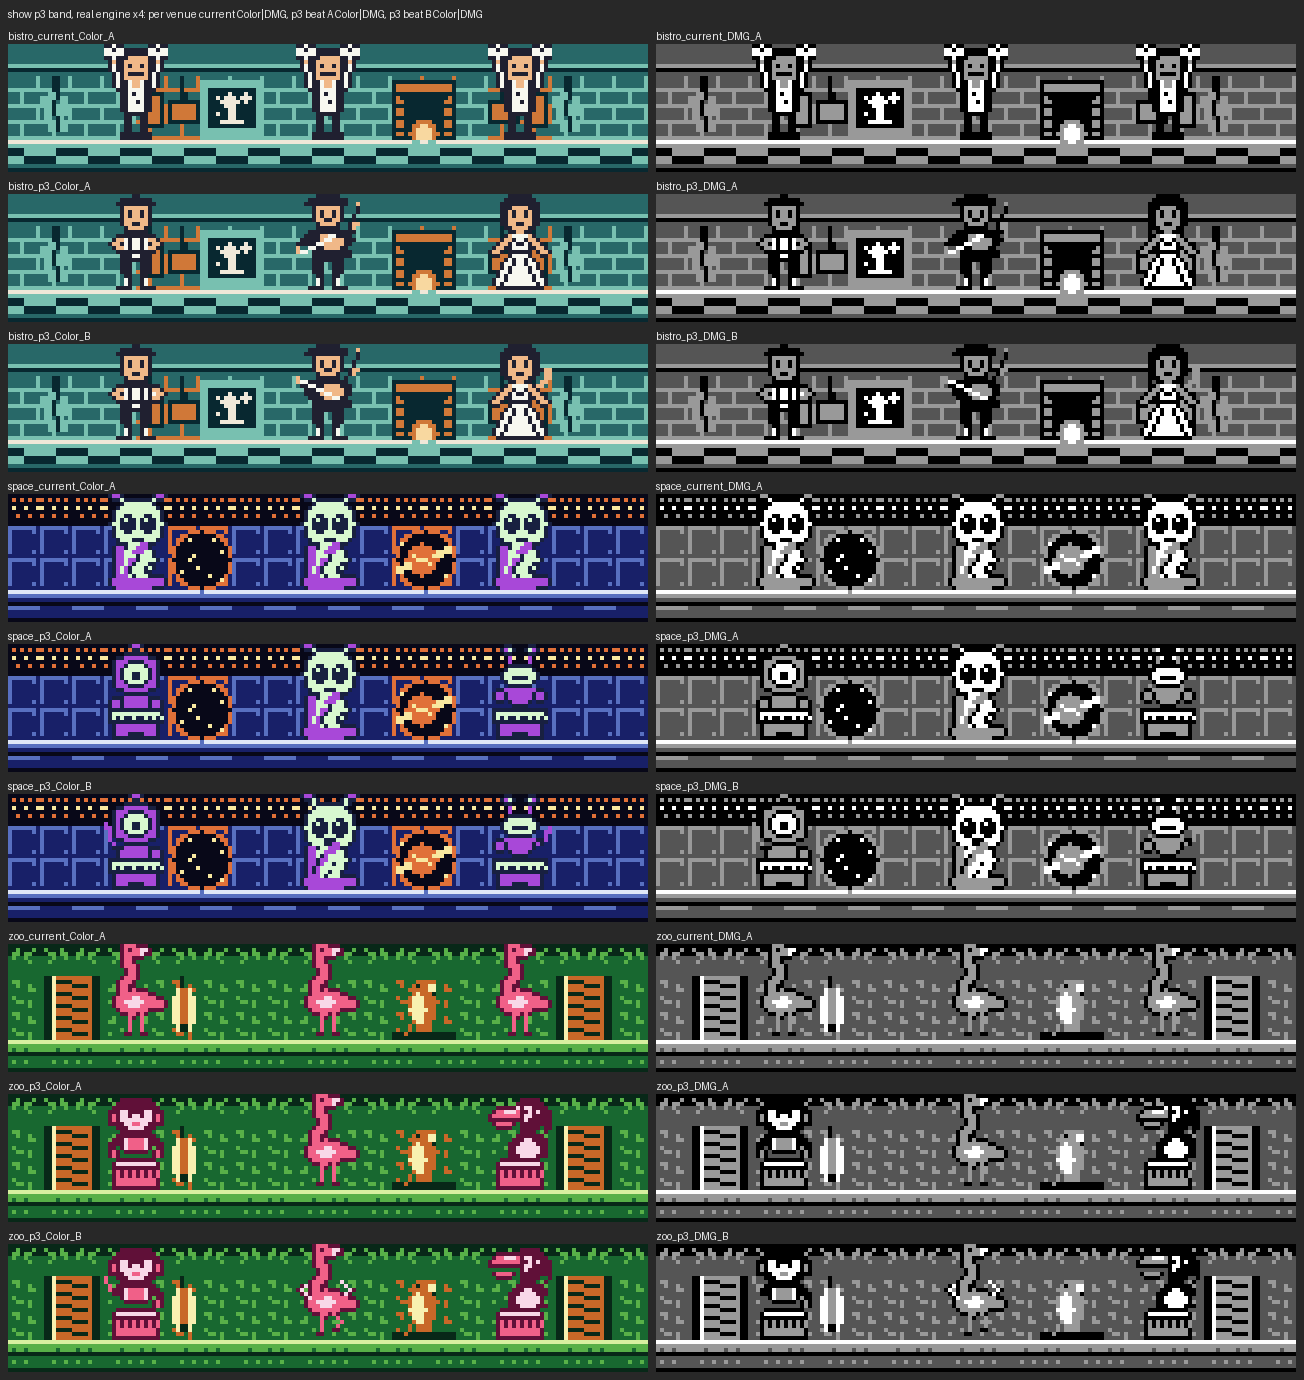 show p3 band, real engine x4: per venue current Color|DMG, p3 beat A Color|DMG, p3 beat B Color|DMG
bistro_current_Color_A
bistro_current_DMG_A
bistro_p3_Color_A
bistro_p3_DMG_A
bistro_p3_Color_B
bistro_p3_DMG_B
space_current_Color_A
space_current_DMG_A
space_p3_Color_A
space_p3_DMG_A
space_p3_Color_B
space_p3_DMG_B
zoo_current_Color_A
zoo_current_DMG_A
zoo_p3_Color_A
zoo_p3_DMG_A
zoo_p3_Color_B
zoo_p3_DMG_B